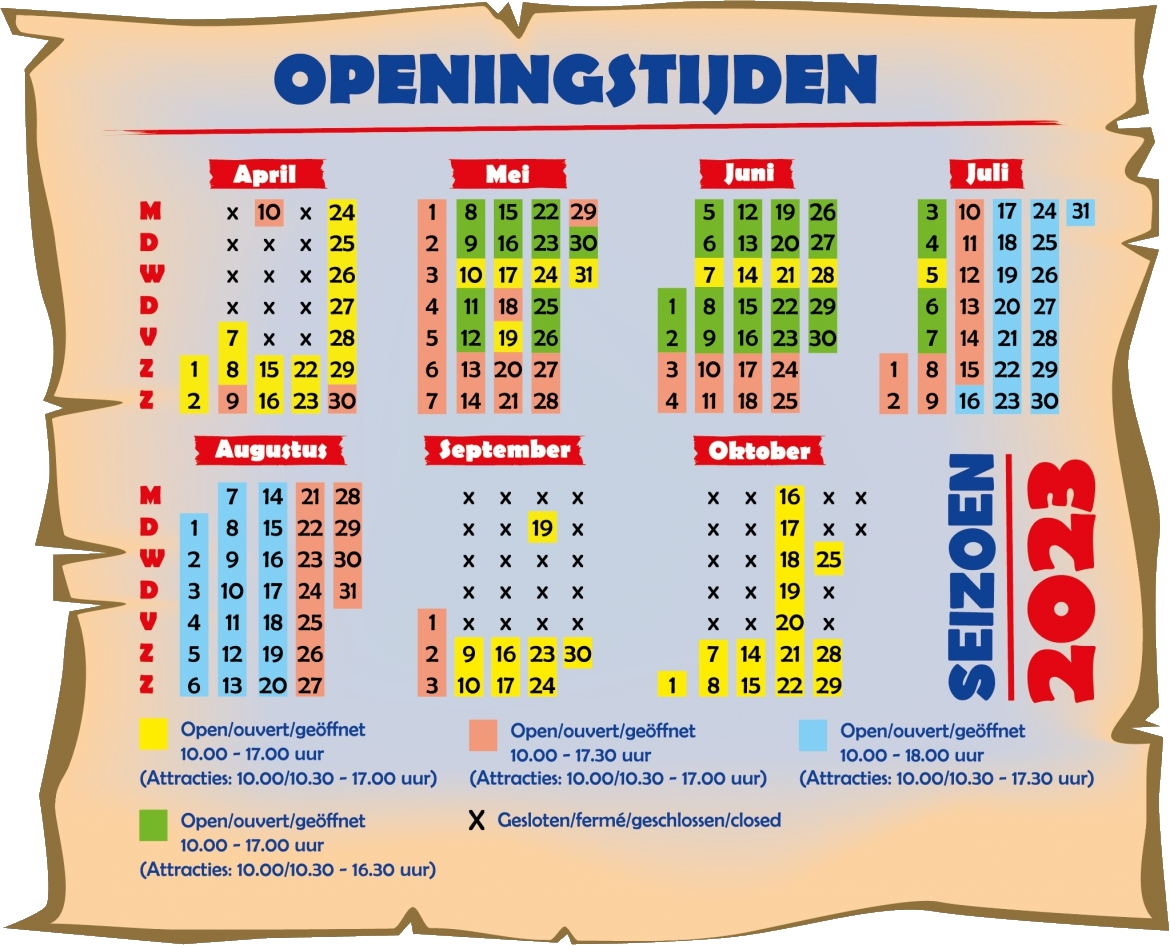 OPENINGSTIJDEN
April Mei Juni Juli
M x 10 x 24 1 8 15 22 29 5 12 19 26 3 10 17 24 31
D x x x 25 2 9 16 23 30 6 13 20 27 4 11 18 25
W x x x 26 3 10 17 24 31 7 14 21 28 5 12 19 26
D x x x 27 4 11 18 25 1 8 15 22 29 6 13 20 27
V 7 x x 28 5 12 19 26 2 9 16 23 30 7 14 21 28
Z 1 8 15 22 29 6 13 20 27 3 10 17 24 1 8 15 22 29
Z 2 9 16 23 30 7 14 21 28 4 11 18 25 2 9 16 23 30
Augustus September Oktober
M 7 14 21 28 x x x x x x 16 x x
D 1 8 15 22 29 x x 19 x x x 17 x x
W 2 9 16 23 30 x x x x x x 18 25
D 3 10 17 24 31 x x x x x x 19 x
V 4 11 18 25 1 x x x x x x 20 x
Z 5 12 19 26 2 9 16 23 30 7 14 21 28
Z 6 13 20 27 3 10 17 24 1 8 15 22 29
SEIZOEN
2023
Open/ouvert/geöffnet
10.00 - 17.00 uur
(Attracties: 10.00/10.30 - 17.00 uur)
Open/ouvert/geöffnet
10.00 - 17.30 uur
(Attracties: 10.00/10.30 - 17.00 uur)
Open/ouvert/geöffnet
10.00 - 18.00 uur
(Attracties: 10.00/10.30 - 17.30 uur)
Open/ouvert/geöffnet
10.00 - 17.00 uur
(Attracties: 10.00/10.30 - 16.30 uur)
X Gesloten/fermé/geschlossen/closed